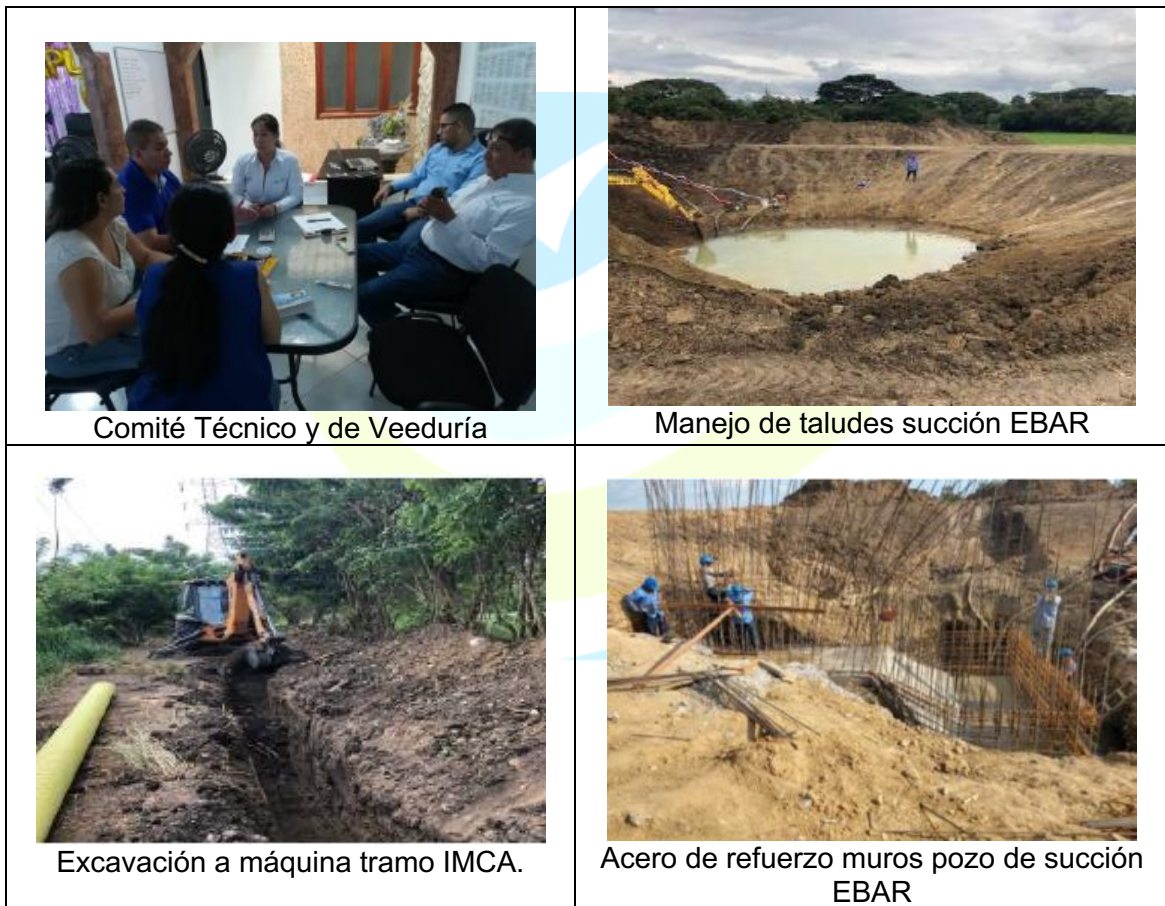 PL
Comité Técnico y de Veeduría
Manejo de taludes succión EBAR
Excavación a máquina tramo IMCA.
Acero de refuerzo muros pozo de succión
EBAR